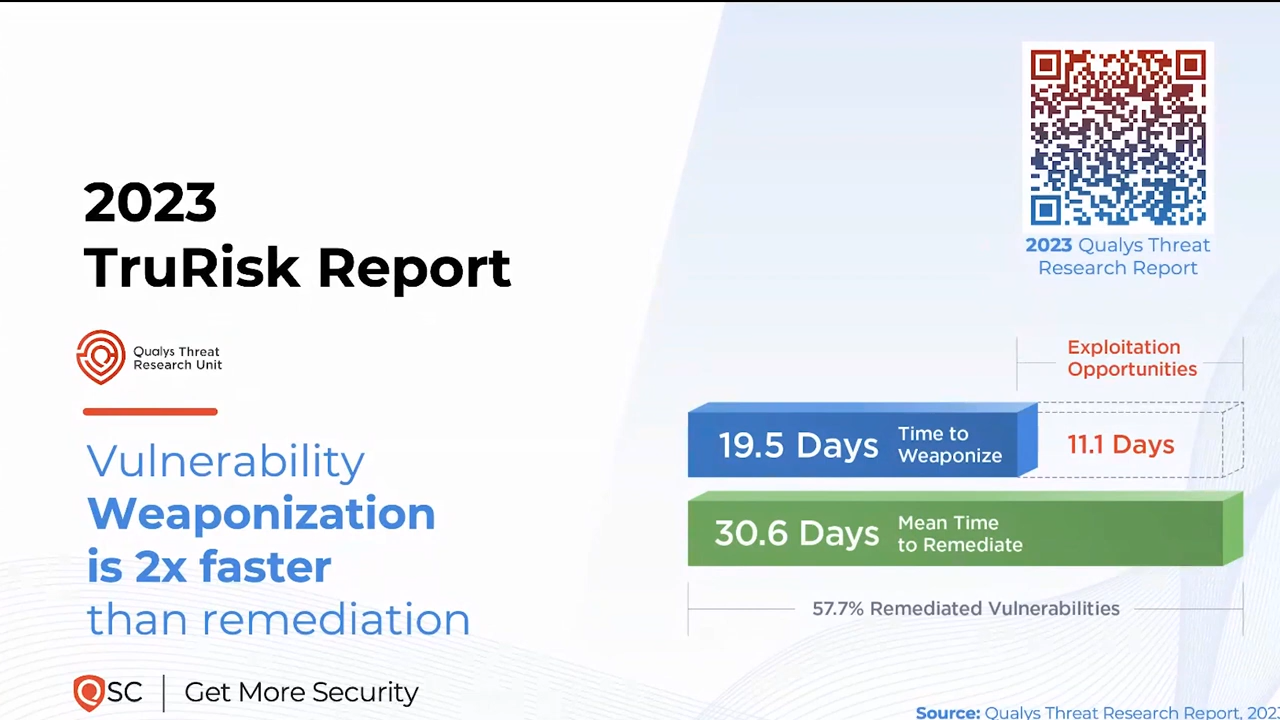 2023
TruRisk Report
Qualys Threat
Research Unit
Vulnerability
Weaponization
is 2x faster
than remediation
SC
Get More Security
2023 Qualys Threat
Research Report
Exploitation
Opportunities
19.5 Days
Time to
Weaponize
11.1 Days
30.6 Days
Mean Time
to Remediate
57.7% Remediated Vulnerabilities
Source: Qualys Threat Research Report,